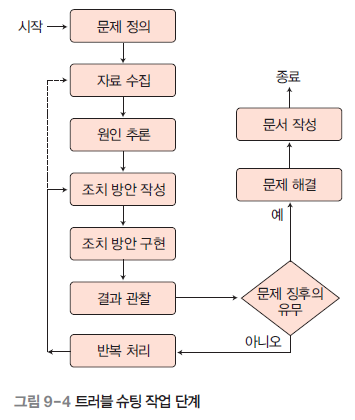 시작
문제 정의
자료 수집
종료
원인 추론
문서 작성
조치 방안 작성
문제 해결
예
조치 방안 구현
결과 관찰
문제 징후의
유무
아니오
반복 처리
그림 9-4 트러블 슈팅 작업 단계